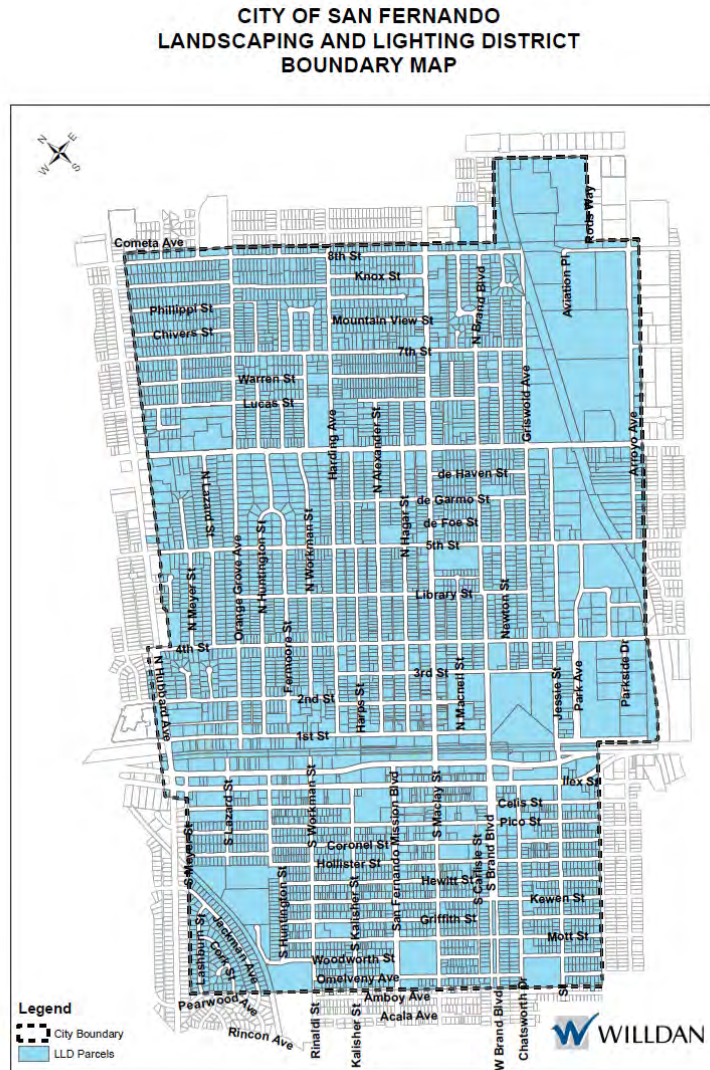 CITY OF SAN FERNANDO
LANDSCAPING AND LIGHTING DISTRICT
BOUNDARY MAP
N
E
W
S
Rods Way
Cometa Ave
8th St
Knox St
Aviation Pl
N Brand Blvd
Phillippi St
Mountain View St
Chivers St
7th St
Warren St
Lucas St
Griswold Ave
Harding Ave
N Alexander St
Arroyo Ave
de Haven St
N Lazard St
de Garmo St
N Hagar St
de Foe St
5th St
Orange Grove Ave
N Huntington St
N Workman St
N Meyer St
Library St
Newton St
4th St
Fermoore St
3rd St
N Hubbard Ave
N Macneil St
Jessie St
Park Ave
Parkside Dr
2nd St
Harps St
1st St
Ilex St
S Lazard St
S Workman St
San Fernando Mission Blvd
S Maclay St
Celis St
Pico St
S Meyer St
Coronel St
Hollister St
S Carlisle St
S Brand Blvd
Hewitt St
S Huntington St
S Kalisher St
Kewen St
Griffith St
Lashburn St
Jackman Ave
Cork St
Mott St
Woodworth St
Omelveny Ave
St
Pearwood Ave
Amboy Ave
Acala Ave
Rincon Ave
Rinaldi St
Kalisher St
W Brand Blvd
Chatsworth Dr
Legend
City Boundary
LLD Parcels
WILLDAN